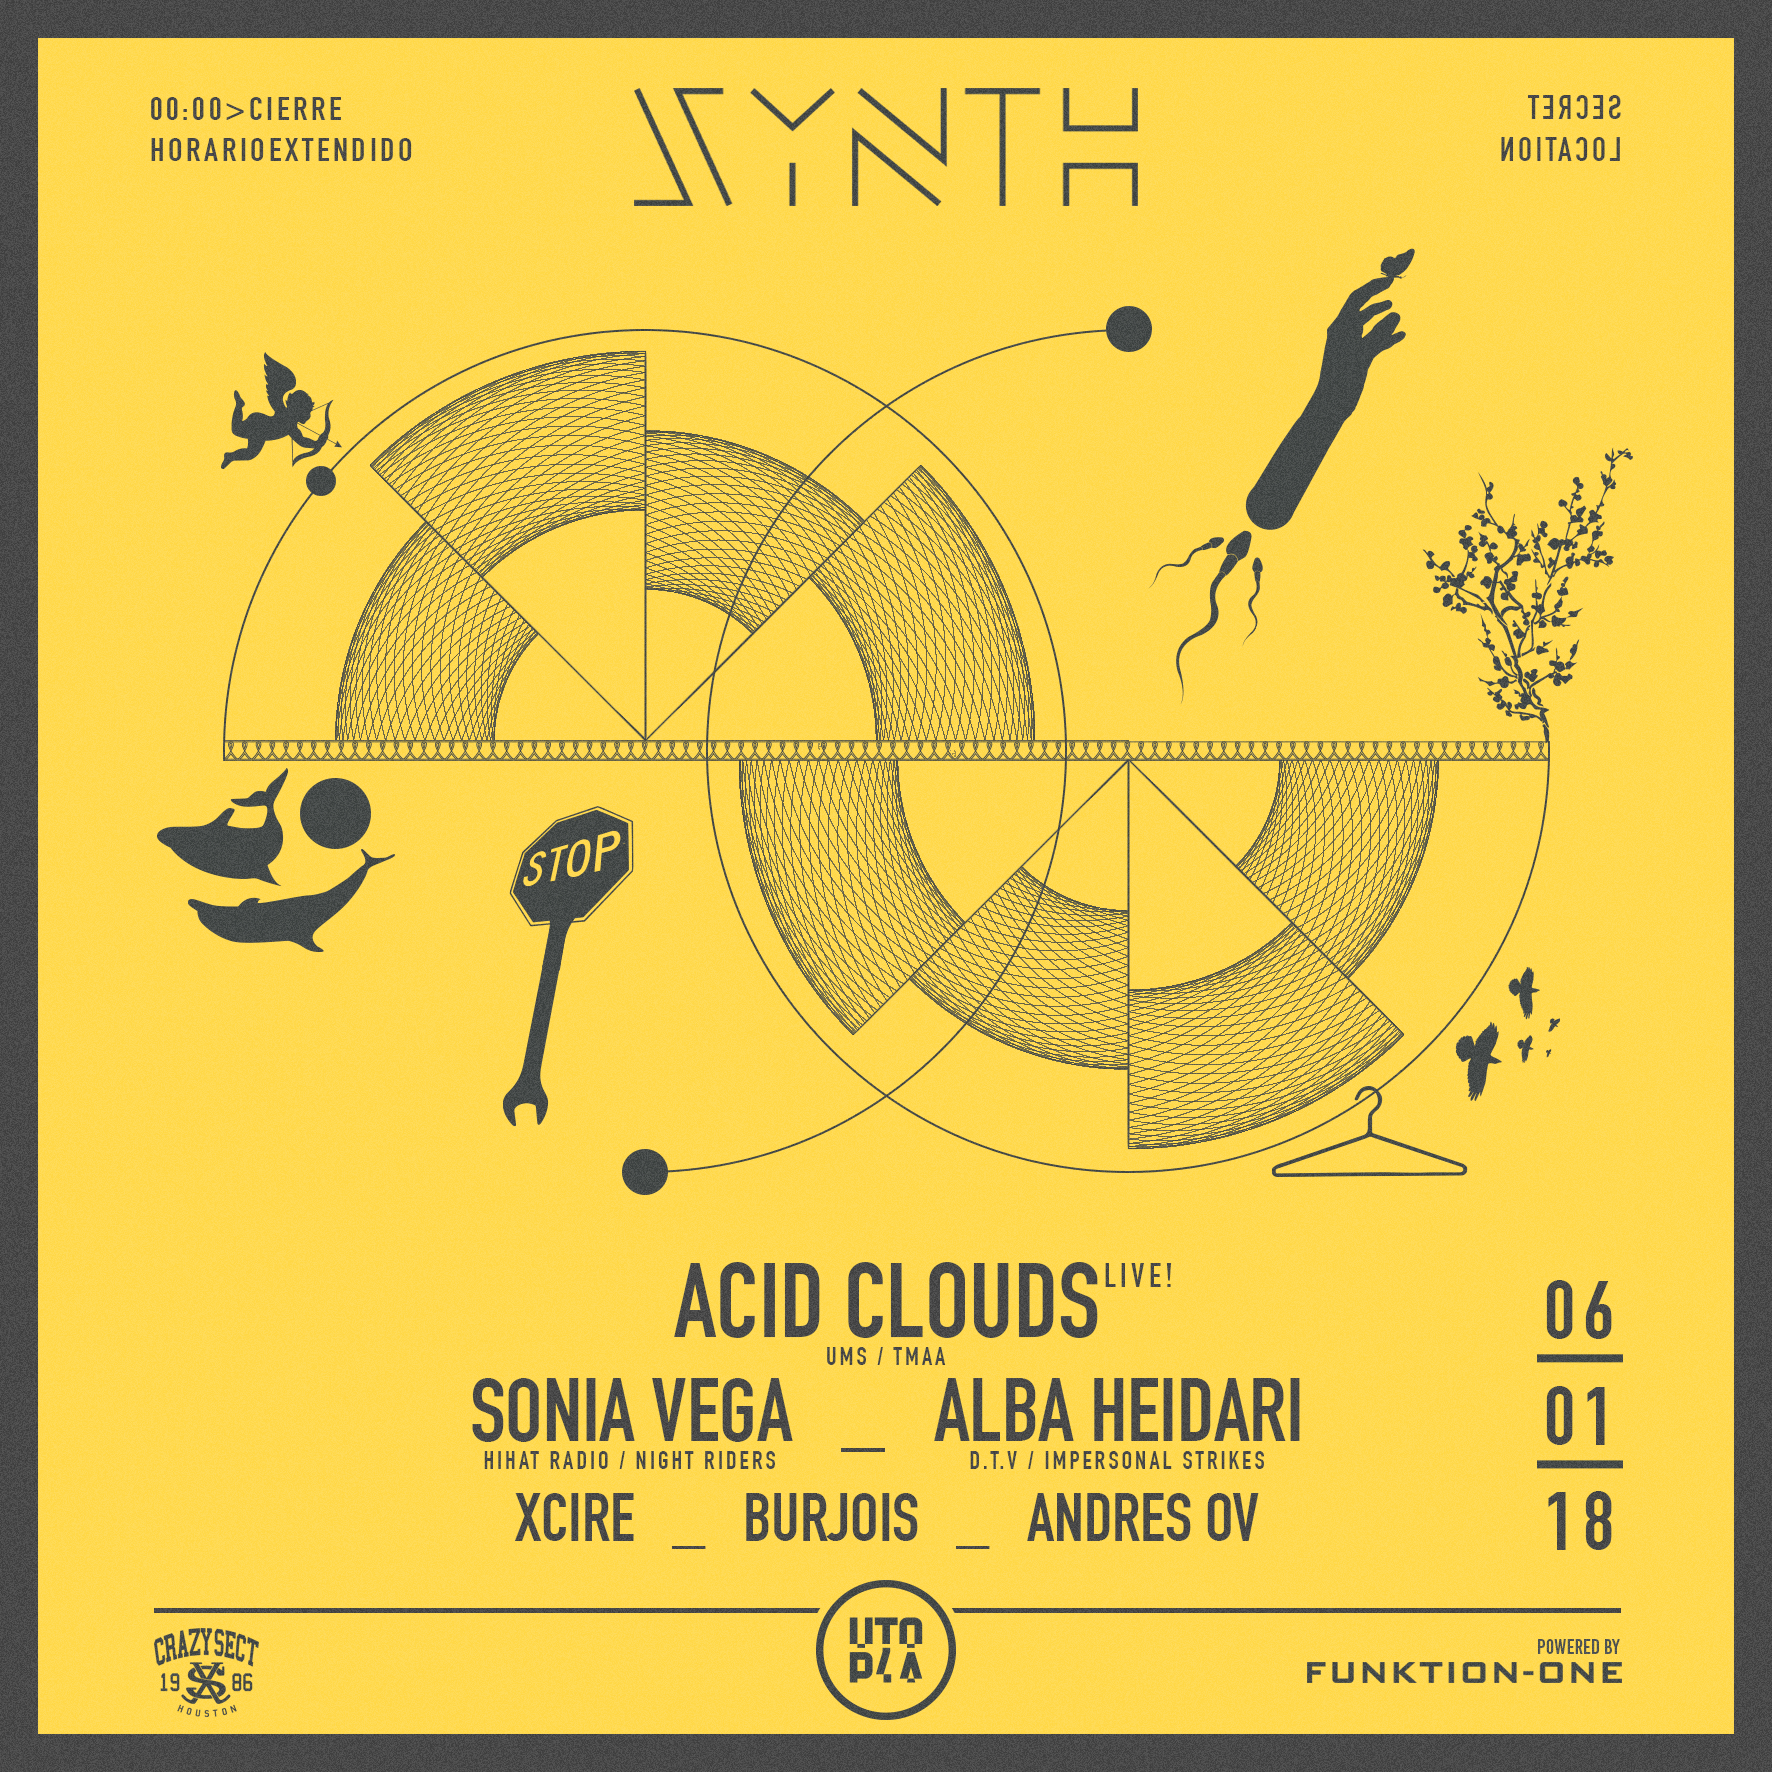 00:00>CIERRE
HORARIOEXTENDIDO
SYNTH
SECRET
LOCATION
STOP
ACID CLOUDS LIVE!
UMS / TMAA
SONIA VEGA _ ALBA HEIDARI
HIHAT RADIO / NIGHT RIDERS
D.T.V / IMPERSONAL STRIKES
XCIRE _ BURJOIS _ ANDRES OV
06
01
18
CRAZYSECT
19 XS 86
HOUSTON
UTO
PIA
POWERED BY
FUNKTION-ONE